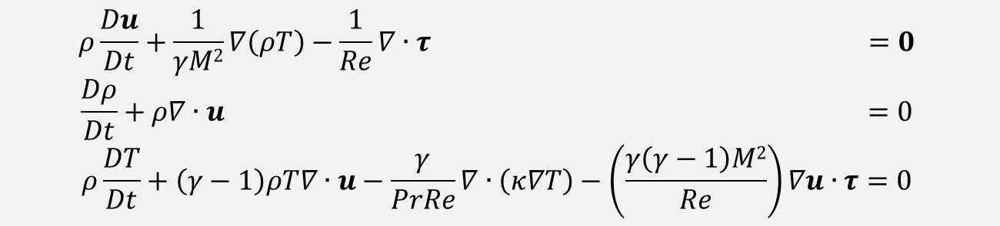 ρ D𝒖/Dt + 1/(γM²) ∇(ρT) − 1/Re ∇ · 𝝉 = 𝟎
Dρ/Dt + ρ∇ · 𝒖 = 0
ρ DT/Dt + (γ − 1)ρT∇ · 𝒖 − γ/(PrRe) ∇ · (κ∇T) − (γ(γ − 1)M²/Re) ∇𝒖 · 𝝉 = 0